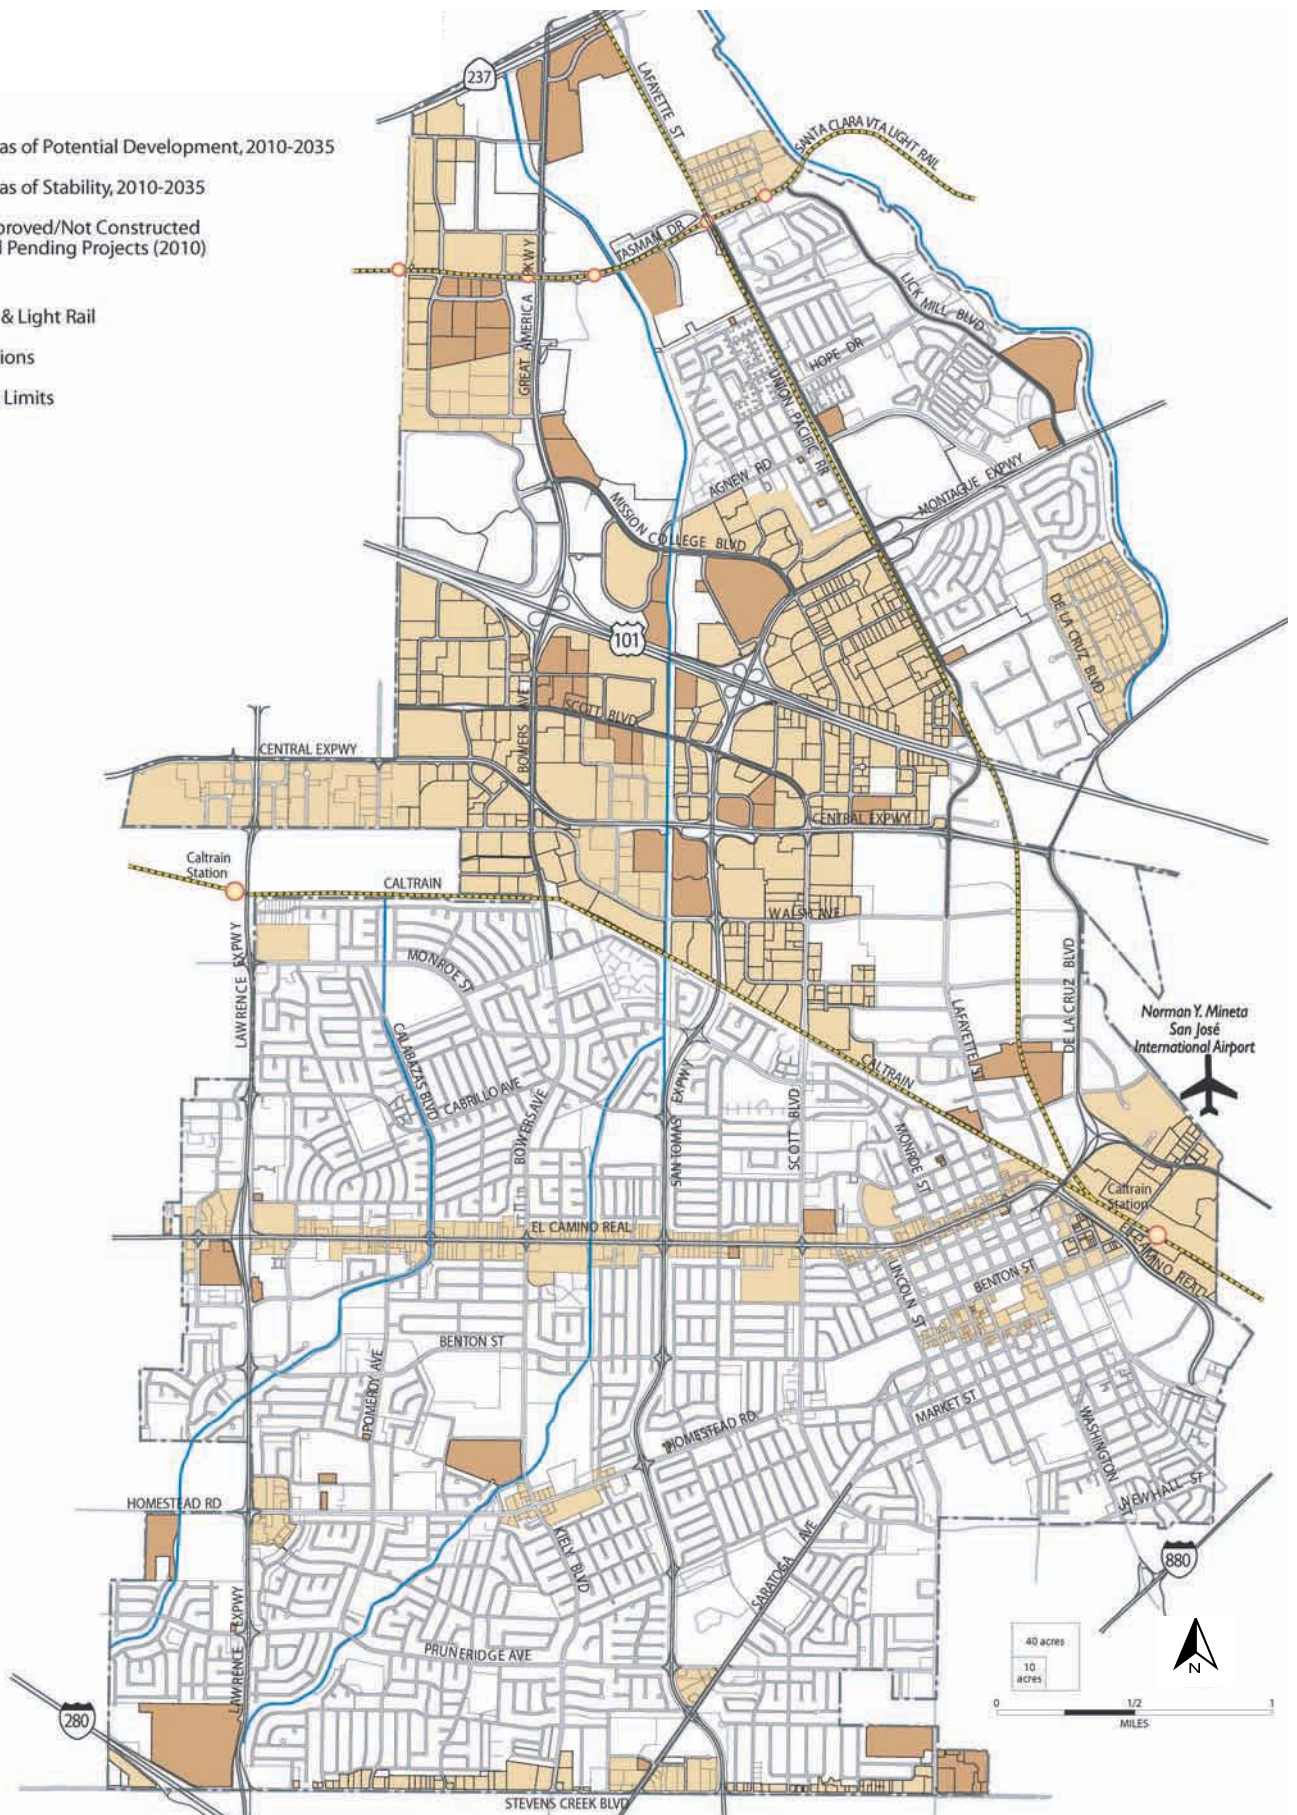 237
as of Potential Development, 2010-2035
as of Stability, 2010-2035
proved/Not Constructed
Pending Projects (2010)
& Light Rail
ions
Limits
LAFAYETTE ST
SANTA CLARA VTA LIGHT RAIL
TASMAN DR
GREAT AMERICA PKWY
LICK MILL BLVD
HOPE DR
UNION PACIFIC RR
AGNEW RD
MONTAGUE EXPWY
MISSION COLLEGE BLVD
DE LA CRUZ BLVD
101
SCOTT BLVD
BOWERS AVE
CENTRAL EXPWY
CENTRAL EXPWY
Caltrain
Station
CALTRAIN
WALSH AVE
LAWRENCE EXPWY
MONROE ST
DE LA CRUZ BLVD
LAFAYETTE ST
Norman Y. Mineta
San José
International Airport
CALABAZAS BLVD
CABRILLO AVE
BOWERS AVE
SAN TOMAS EXPWY
SCOTT BLVD
CALTRAIN
MONROE ST
Caltrain
Station
EL CAMINO REAL
EL CAMINO REAL
LINCOLN ST
BENTON ST
BENTON ST
POMEROY AVE
MARKET ST
HOMESTEAD RD.
WASHINGTON ST
NEWHALL ST
HOMESTEAD RD
KIELY BLVD
SARATOGA AVE
880
LAWRENCE EXPWY
PRUNERIDGE AVE
40 acres
10
acres
N
0 1/2 1
MILES
280
STEVENS CREEK BLVD